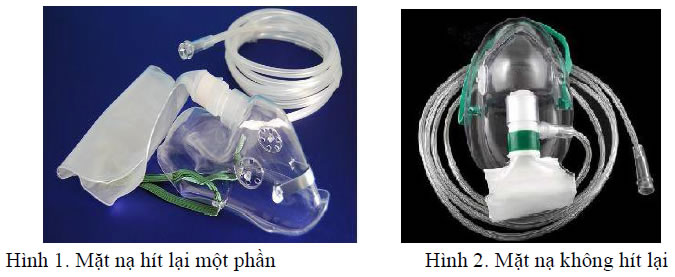 Hình 1. Mặt nạ hít lại một phần
Hình 2. Mặt nạ không hít lại